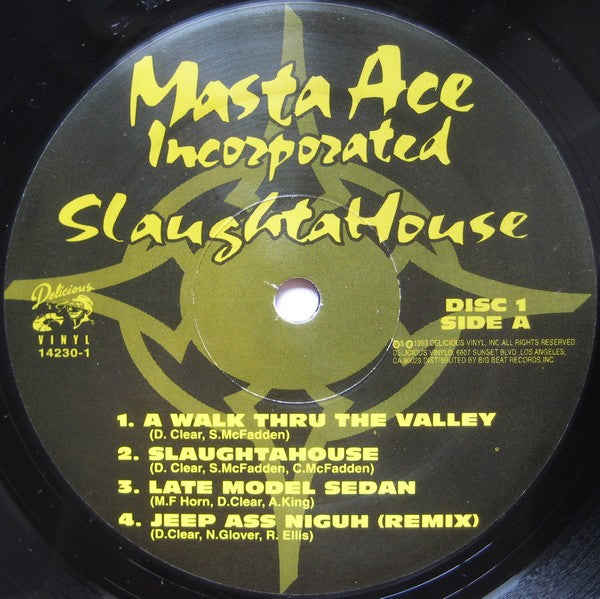 Masta Ace
Incorporated
SlaughtaHouse
Delicious
VINYL
14230-1
DISC 1
SIDE A
℗ & © 1993 DELICIOUS VINYL, INC. ALL RIGHTS RESERVED.
DELICIOUS VINYL®, 6607 SUNSET BLVD., LOS ANGELES,
CA 90028. DISTRIBUTED BY BIG BEAT RECORDS, INC.
1. A WALK THRU THE VALLEY
(D. Clear, S.McFadden)
2. SLAUGHTAHOUSE
(D. Clear, S.McFadden, C.McFadden)
3. LATE MODEL SEDAN
(M.F Horn, D.Clear, A.King)
4. JEEP ASS NIGUH (REMIX)
(D.Clear, N.Glover, R. Ellis)